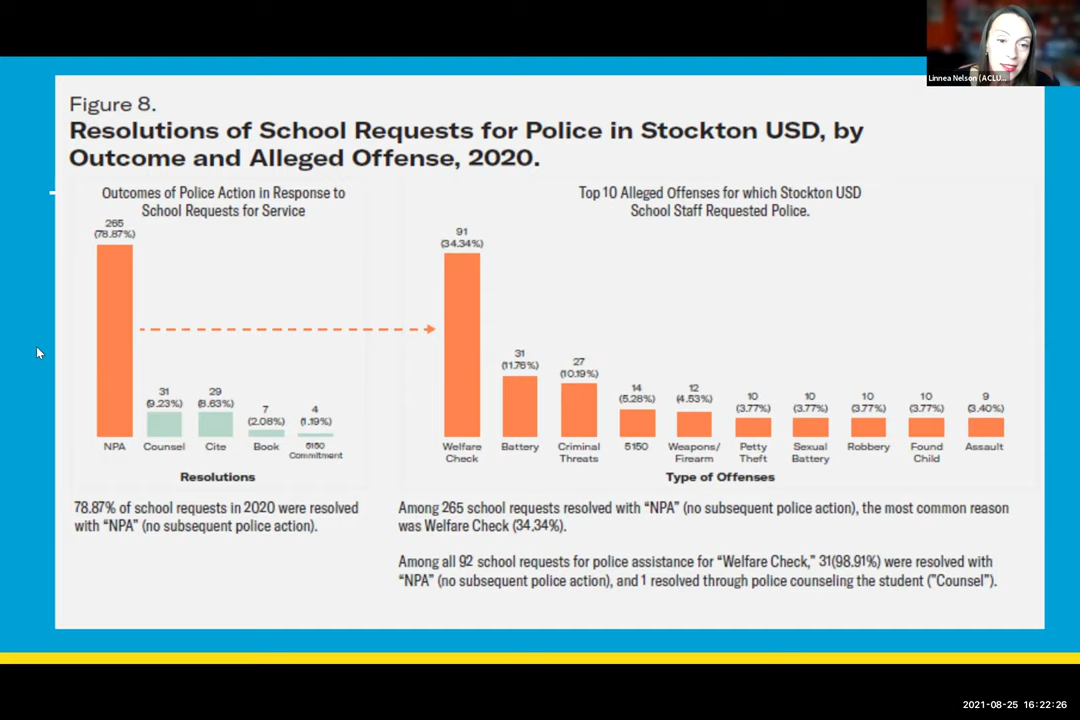 Linnea Nelson (ACLU...
Figure 8.
Resolutions of School Requests for Police in Stockton USD, by
Outcome and Alleged Offense, 2020.
Outcomes of Police Action in Response to
School Requests for Service
265
(78.87%)
31
(9.23%)
29
(8.63%)
7
(2.08%)
4
(1.19%)
NPA
Counsel
Cite
Book
5150
Commitment
Resolutions
78.87% of school requests in 2020 were resolved
with “NPA” (no subsequent police action).
Top 10 Alleged Offenses for which Stockton USD
School Staff Requested Police.
91
(34.34%)
31
(11.76%)
27
(10.19%)
14
(5.28%)
12
(4.53%)
10
(3.77%)
10
(3.77%)
10
(3.77%)
10
(3.77%)
9
(3.40%)
Welfare
Check
Battery
Criminal
Threats
5150
Weapons/
Firearm
Petty
Theft
Sexual
Battery
Robbery
Found
Child
Assault
Type of Offenses
Among 265 school requests resolved with “NPA” (no subsequent police action), the most common reason
was Welfare Check (34,34%).
Among all 92 school requests for police assistance for “Welfare Check,” 31(98.91%) were resolved with
“NPA” (no subsequent police action), and 1 resolved through police counseling the student ("Counsel”).
2021-08-25 16:22:26